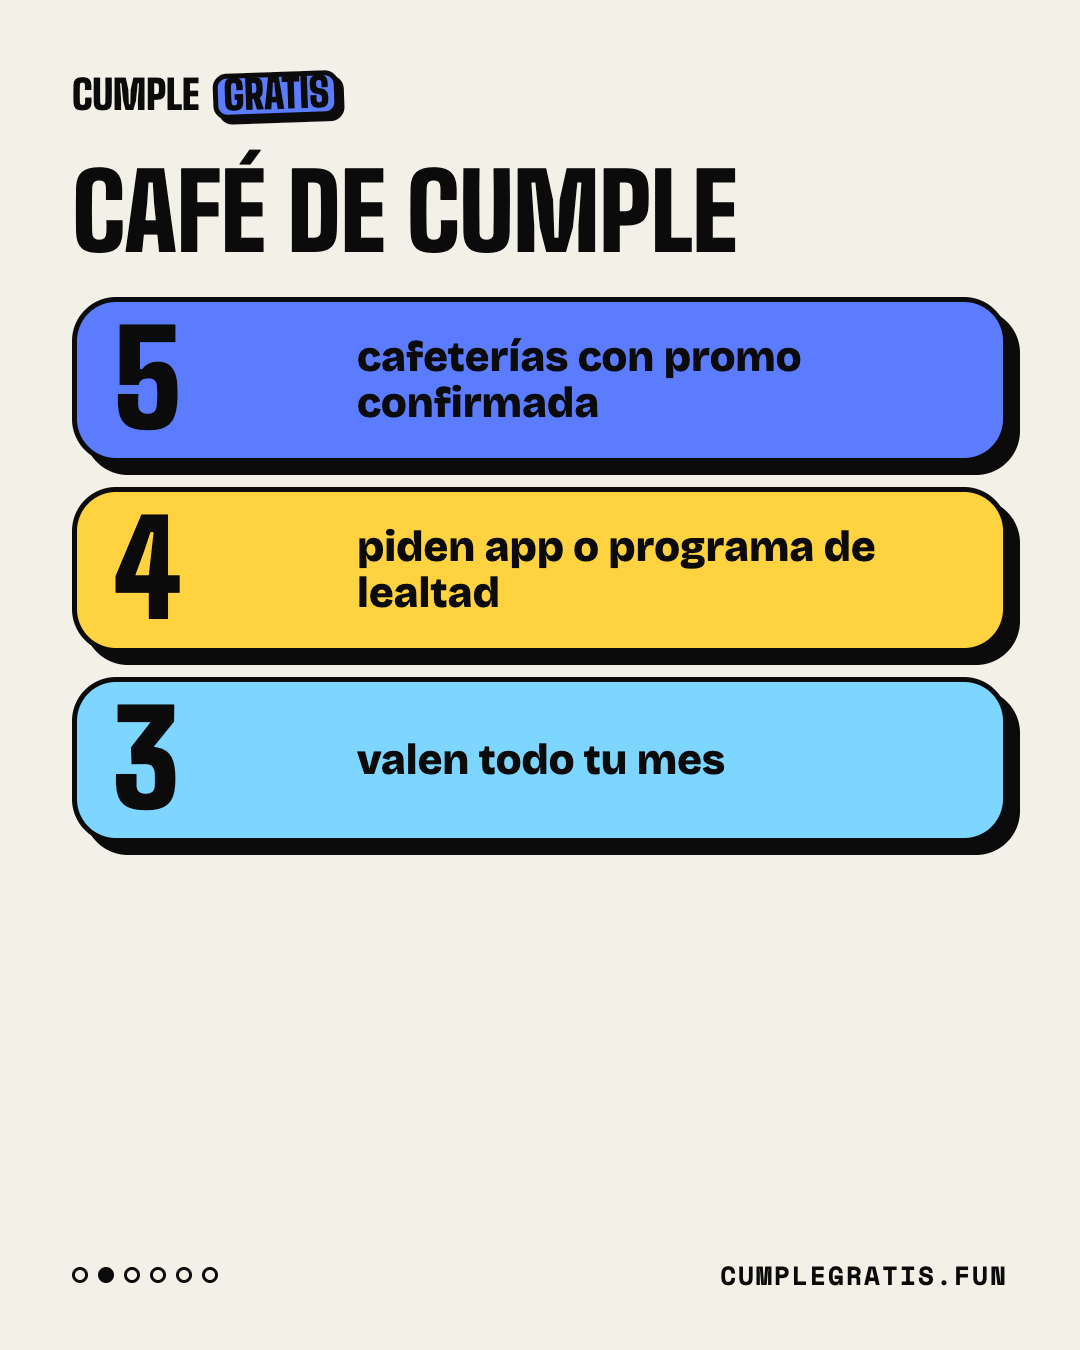 CUMPLE GRATIS
CAFÉ DE CUMPLE
5
cafeterías con promo
confirmada
4
piden app o programa de
lealtad
3
valen todo tu mes
CUMPLEGRATIS.FUN